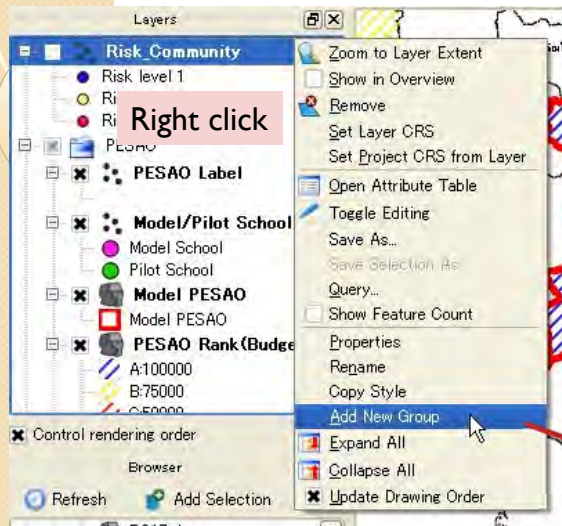 Layers
Risk_Community
Risk level 1
Ri
Ri
Right click
PESAO
PESAO Label
Model/Pilot School
Model School
Pilot School
Model PESAO
Model PESAO
PESAO Rank(Budge
A:100000
B:75000
C:50000
Control rendering order
Browser
Refresh
Add Selection
Zoom to Layer Extent
Show in Overview
Remove
Set Layer CRS
Set Project CRS from Layer
Open Attribute Table
Toggle Editing
Save As...
Save Selection As
Query...
Show Feature Count
Properties
Rename
Copy Style
Add New Group
Expand All
Collapse All
Update Drawing Order